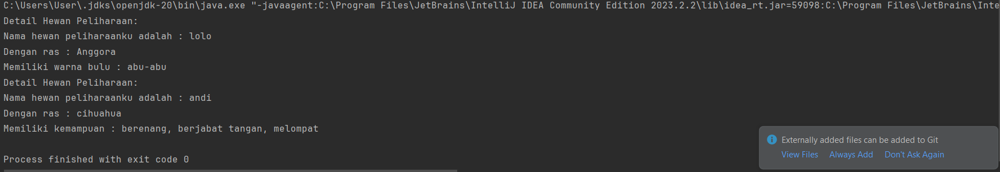 C:\Users\User\.jdks\openjdk-20\bin\java.exe "-javaagent:C:\Program Files\JetBrains\IntelliJ IDEA Community Edition 2023.2.2\lib\idea_rt.jar=59098:C:\Program Files\JetBrains\Inte
Detail Hewan Peliharaan:
Nama hewan peliharaanku adalah : lolo
Dengan ras : Anggora
Memiliki warna bulu : abu-abu
Detail Hewan Peliharaan:
Nama hewan peliharaanku adalah : andi
Dengan ras : cihuahua
Memiliki kemampuan : berenang, berjabat tangan, melompat
Externally added files can be added to Git
View Files Always Add Don't Ask Again
Process finished with exit code 0